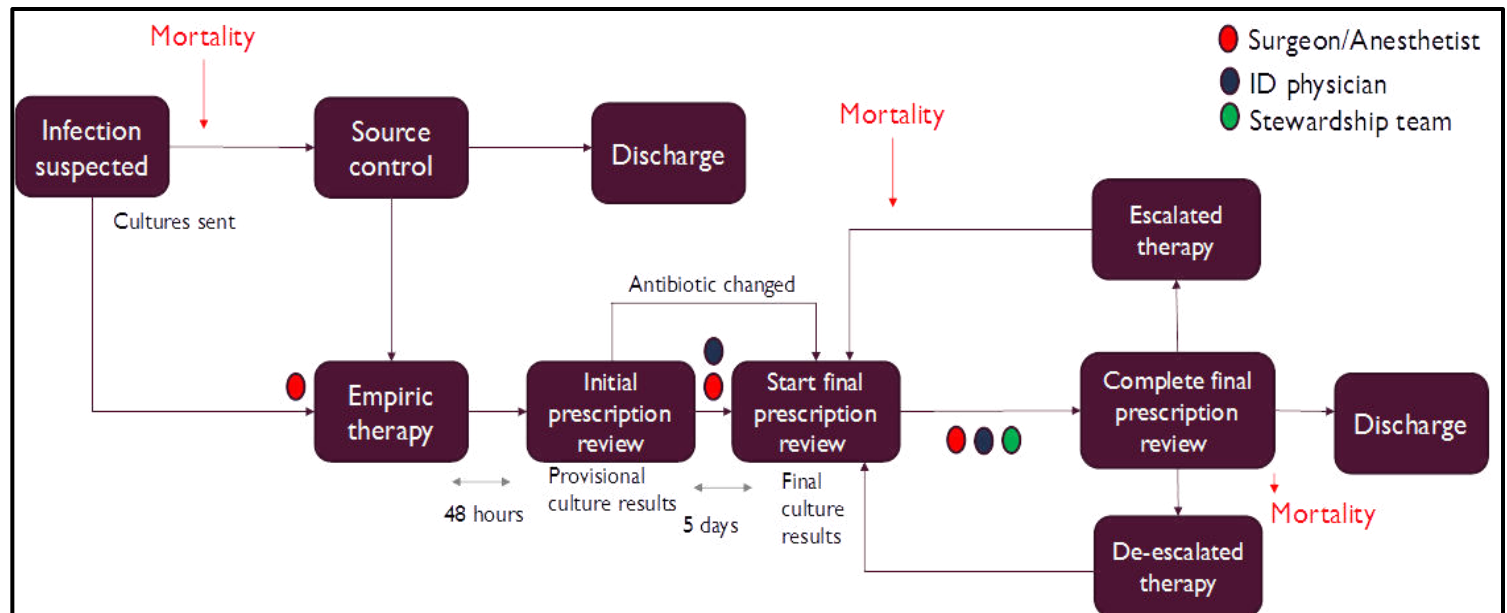 Mortality
Surgeon/Anesthetist
ID physician
Stewardship team
Infection
suspected
Source
control
Discharge
Mortality
Cultures sent
Escalated
therapy
Antibiotic changed
Empiric
therapy
Initial
prescription
review
Start final
prescription
review
Complete final
prescription
review
Discharge
48 hours
Provisional
culture results
5 days
Final
culture
results
Mortality
De-escalated
therapy